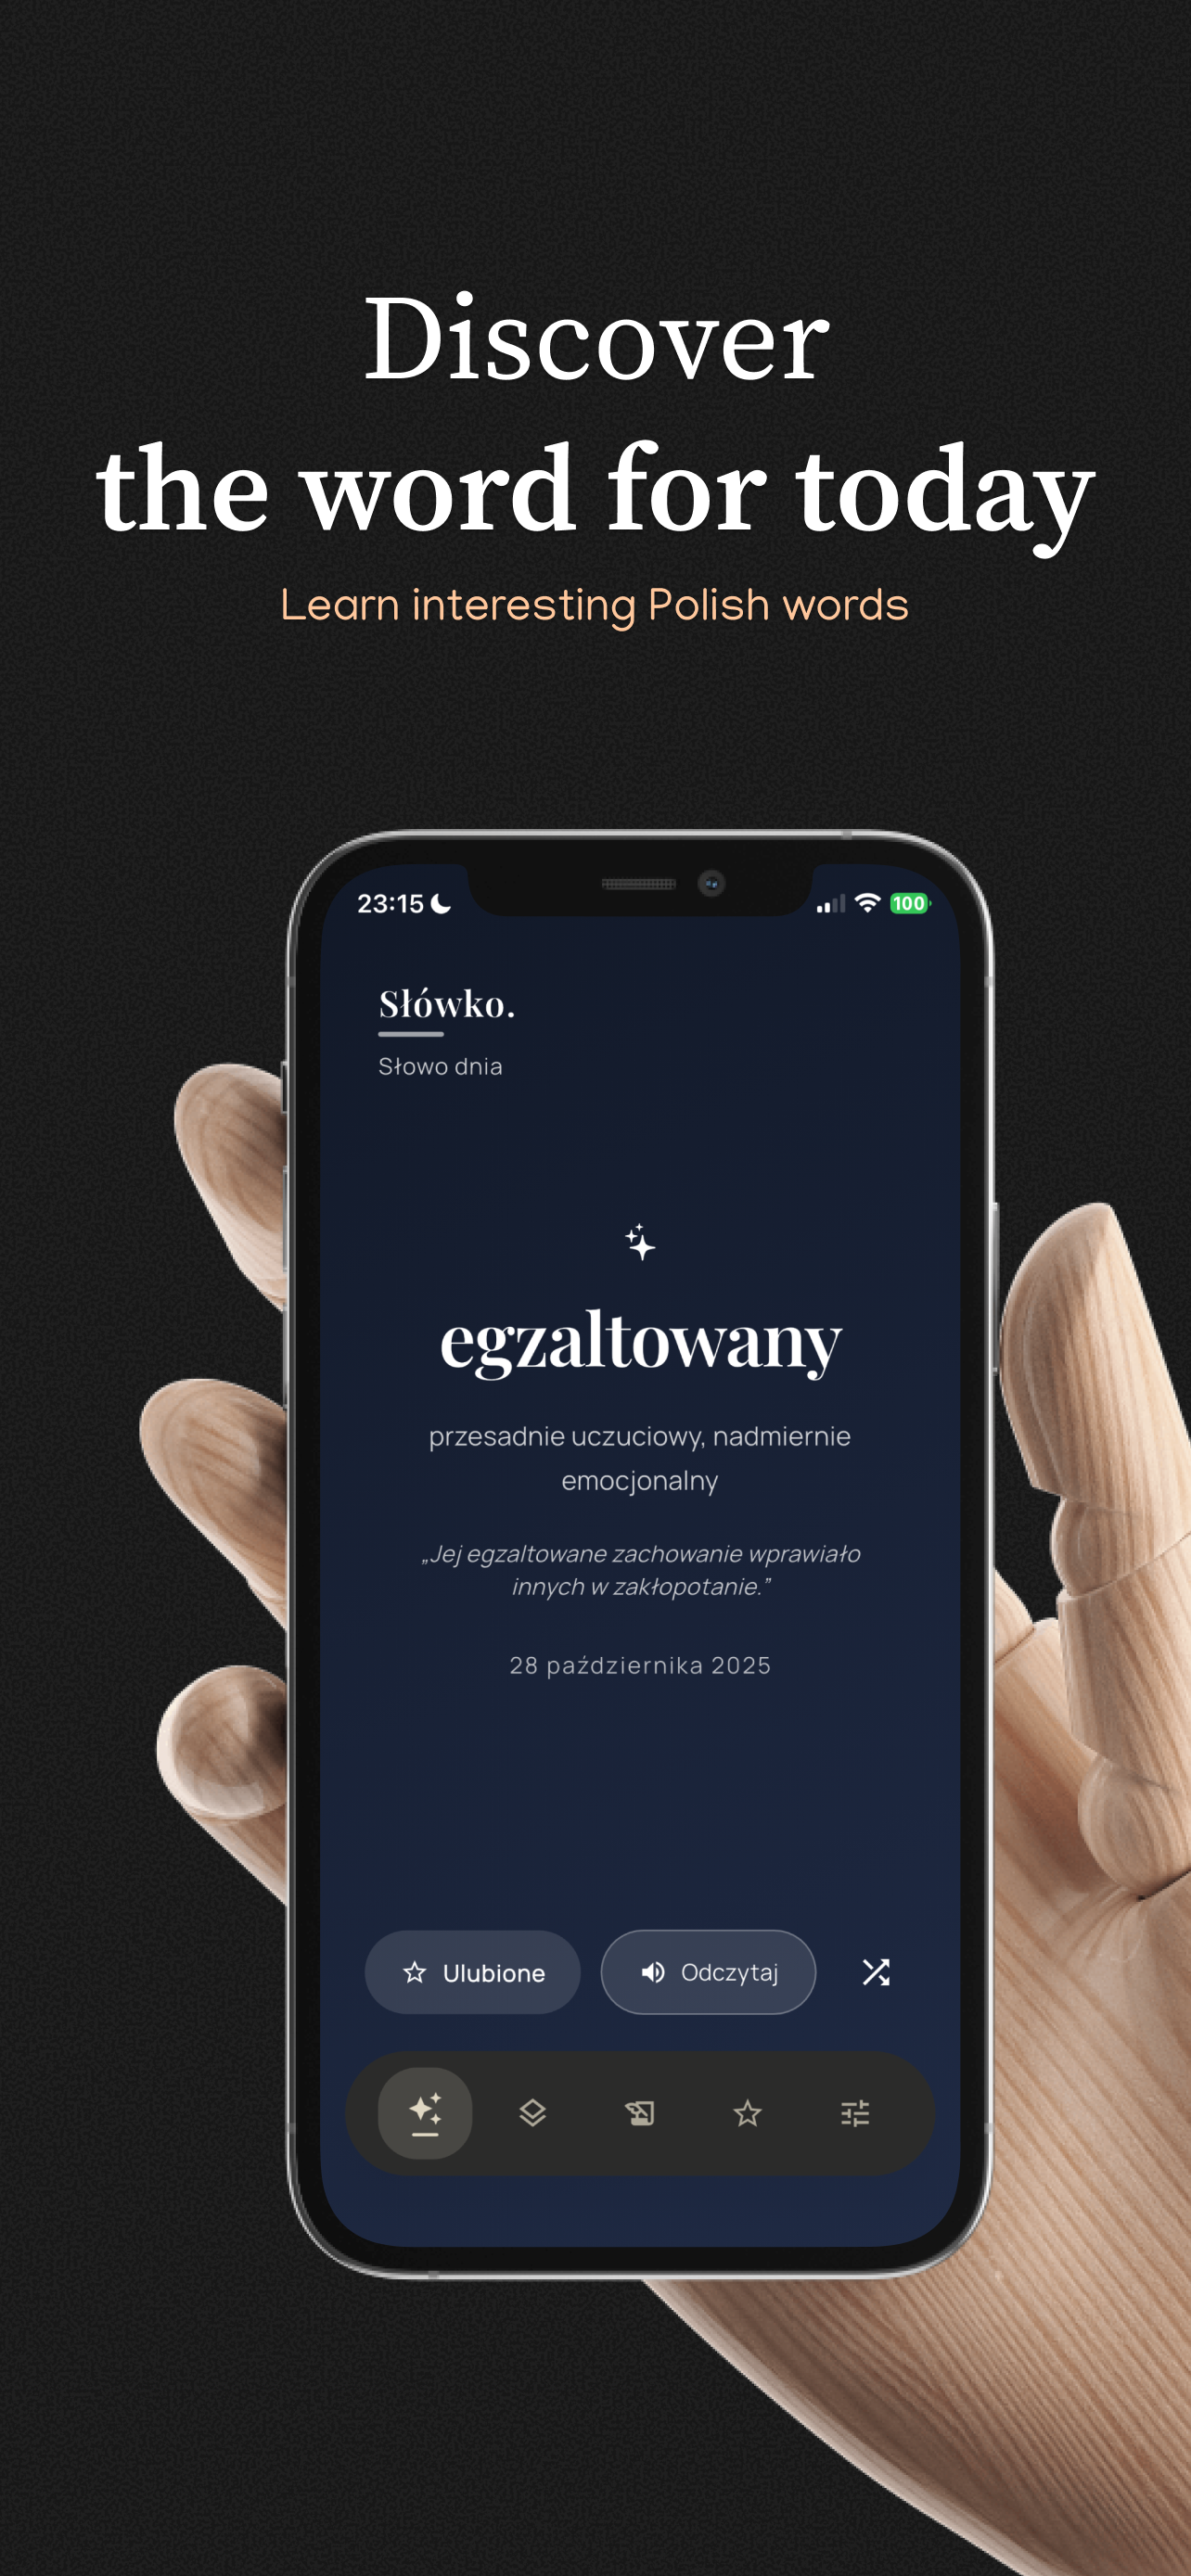 Discover
the word for today
Learn interesting Polish words
23:15
100
Słówko.
Słowo dnia
egzaltowany
przesadnie uczuciowy, nadmiernie
emocjonalny
„Jej egzaltowane zachowanie wprawiało
innych w zakłopotanie.”
28 października 2025
Ulubione
Odczytaj